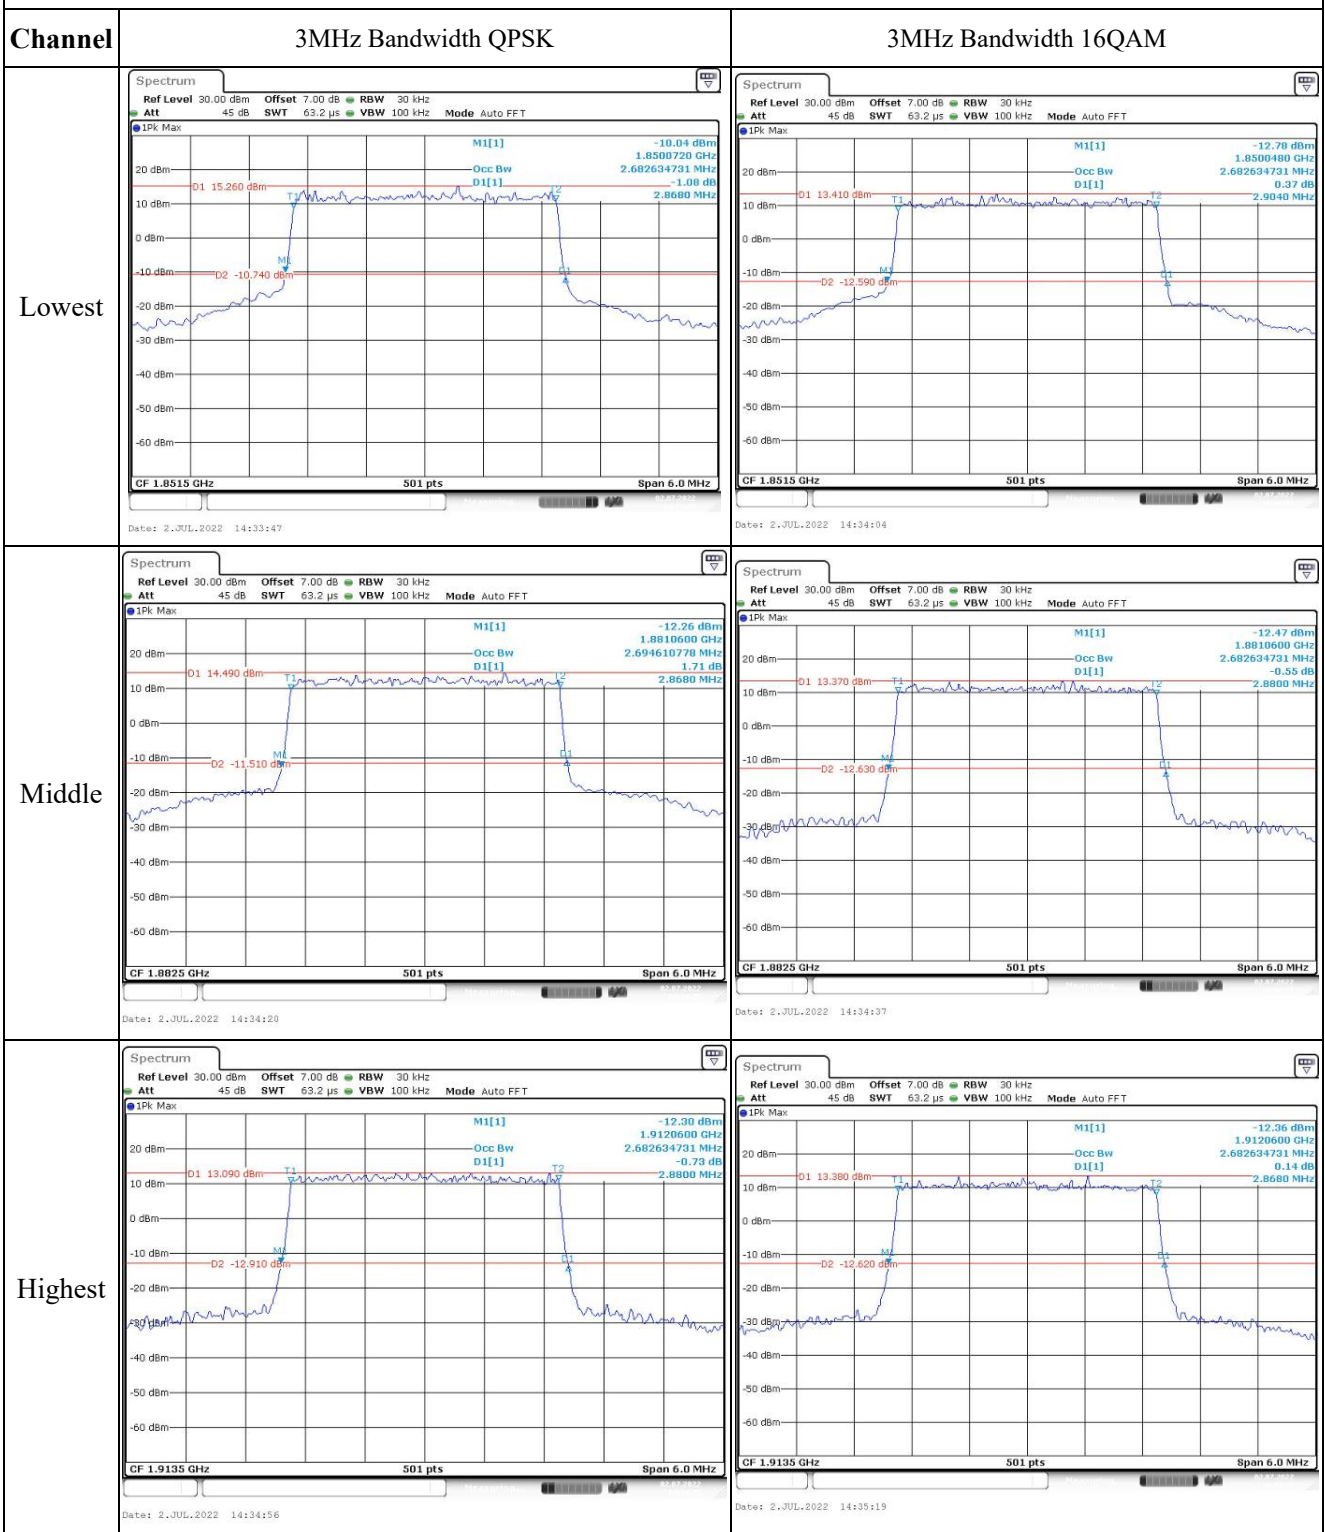 Channel 3MHz Bandwidth QPSK 3MHz Bandwidth 16QAM
Lowest
Spectrum
Ref Level 30.00 dBm Offset 7.00 dB RBW 30 kHz
Att 45 dB SWT 63.2 µs VBW 100 kHz Mode Auto FFT
1Pk Max
M1[1] -10.04 dBm
1.8500720 GHz
20 dBm Occ Bw 2.682634731 MHz
D1 15.260 dBm D1[1] -1.08 dB
T1 T2 2.8680 MHz
10 dBm
0 dBm
M1
-10 dBm D1
D2 -10.740 dBm
-20 dBm
-30 dBm
-40 dBm
-50 dBm
-60 dBm
CF 1.8515 GHz 501 pts Span 6.0 MHz
Date: 2.JUL.2022 14:33:47
Spectrum
Ref Level 30.00 dBm Offset 7.00 dB RBW 30 kHz
Att 45 dB SWT 63.2 µs VBW 100 kHz Mode Auto FFT
1Pk Max
M1[1] -12.78 dBm
1.8500480 GHz
20 dBm Occ Bw 2.682634731 MHz
D1[1] 0.37 dB
D1 13.410 dBm T1 T2 2.9040 MHz
10 dBm
0 dBm
-10 dBm M1 D1
D2 -12.590 dBm
-20 dBm
-30 dBm
-40 dBm
-50 dBm
-60 dBm
CF 1.8515 GHz 501 pts Span 6.0 MHz
Date: 2.JUL.2022 14:34:04
Middle
Spectrum
Ref Level 30.00 dBm Offset 7.00 dB RBW 30 kHz
Att 45 dB SWT 63.2 µs VBW 100 kHz Mode Auto FFT
1Pk Max
M1[1] -12.26 dBm
1.8810600 GHz
20 dBm Occ Bw 2.694610778 MHz
D1[1] 1.71 dB
D1 14.490 dBm T1 T2 2.8680 MHz
10 dBm
0 dBm
-10 dBm M1 D1
D2 -11.510 dBm
-20 dBm
-30 dBm
-40 dBm
-50 dBm
-60 dBm
CF 1.8825 GHz 501 pts Span 6.0 MHz
Date: 2.JUL.2022 14:34:20
Spectrum
Ref Level 30.00 dBm Offset 7.00 dB RBW 30 kHz
Att 45 dB SWT 63.2 µs VBW 100 kHz Mode Auto FFT
1Pk Max
M1[1] -12.47 dBm
1.8810600 GHz
20 dBm Occ Bw 2.682634731 MHz
D1[1] -0.55 dB
D1 13.370 dBm T1 T2 2.8800 MHz
10 dBm
0 dBm
-10 dBm M1 D1
D2 -12.630 dBm
-20 dBm
-30 dBm
-40 dBm
-50 dBm
-60 dBm
CF 1.8825 GHz 501 pts Span 6.0 MHz
Date: 2.JUL.2022 14:34:37
Highest
Spectrum
Ref Level 30.00 dBm Offset 7.00 dB RBW 30 kHz
Att 45 dB SWT 63.2 µs VBW 100 kHz Mode Auto FFT
1Pk Max
M1[1] -12.30 dBm
1.9120600 GHz
20 dBm Occ Bw 2.682634731 MHz
D1[1] -0.73 dB
D1 13.090 dBm T1 T2 2.8800 MHz
10 dBm
0 dBm
-10 dBm M1 D1
D2 -12.910 dBm
-20 dBm
-30 dBm
-40 dBm
-50 dBm
-60 dBm
CF 1.9135 GHz 501 pts Span 6.0 MHz
Date: 2.JUL.2022 14:34:56
Spectrum
Ref Level 30.00 dBm Offset 7.00 dB RBW 30 kHz
Att 45 dB SWT 63.2 µs VBW 100 kHz Mode Auto FFT
1Pk Max
M1[1] -12.36 dBm
1.9120600 GHz
20 dBm Occ Bw 2.682634731 MHz
D1[1] 0.14 dB
D1 13.380 dBm T1 T2 2.8680 MHz
10 dBm
0 dBm
-10 dBm M1 D1
D2 -12.620 dBm
-20 dBm
-30 dBm
-40 dBm
-50 dBm
-60 dBm
CF 1.9135 GHz 501 pts Span 6.0 MHz
Date: 2.JUL.2022 14:35:19